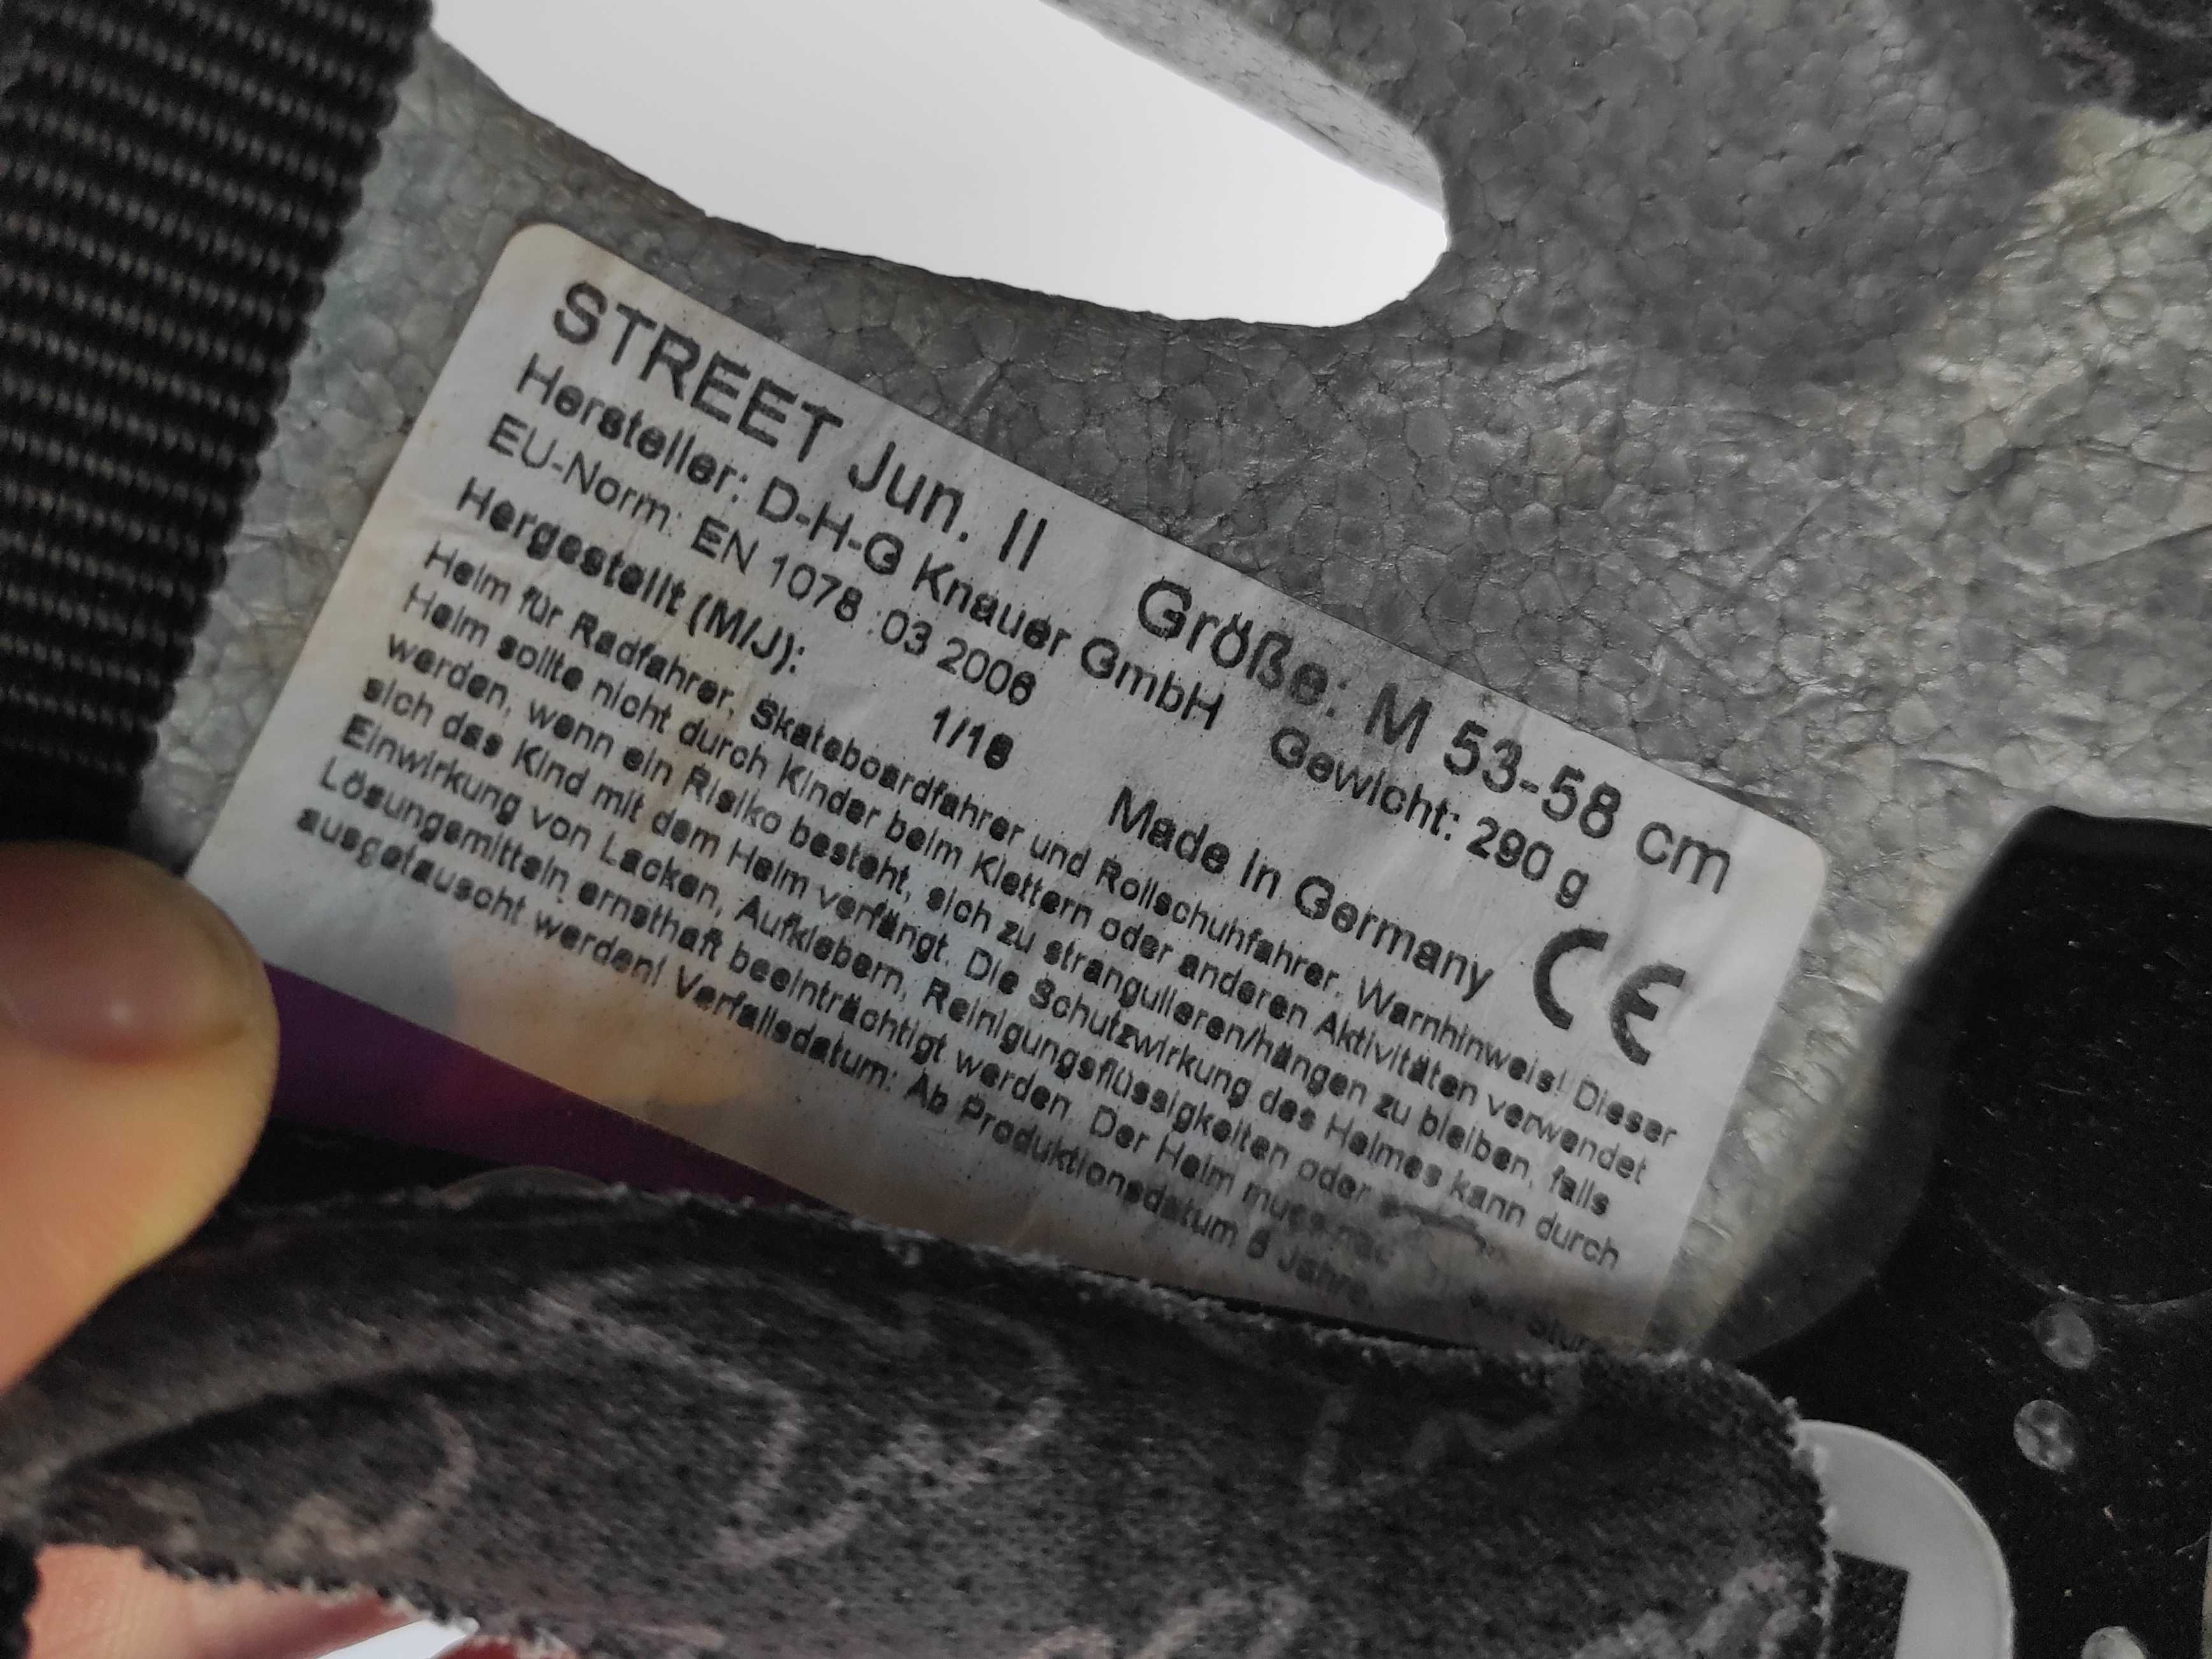 STREET Jun. II Größe: M 53-58 cm
Hersteller: D-H-G Knauer GmbH Gewicht: 290 g
EU-Norm: EN 1078 :03 2006
Hergestellt (M/J): 1/18 Made in Germany CE
Helm für Radfahrer, Skateboardfahrer und Rollschuhfahrer. Warnhinweis! Dieser
Helm sollte nicht durch Kinder beim Klettern oder anderen Aktivitäten verwendet
werden, wenn ein Risiko besteht, sich zu strangulieren/hängen zu bleiben, falls
sich das Kind mit dem Helm verfängt. Die Schutzwirkung des Helmes kann durch
Einwirkung von Lacken, Aufklebern, Reinigungsflüssigkeiten oder
Lösungsmitteln ernsthaft beeinträchtigt werden. Der Helm muss
ausgetauscht werden! Verfallsdatum: Ab Produktionsdatum